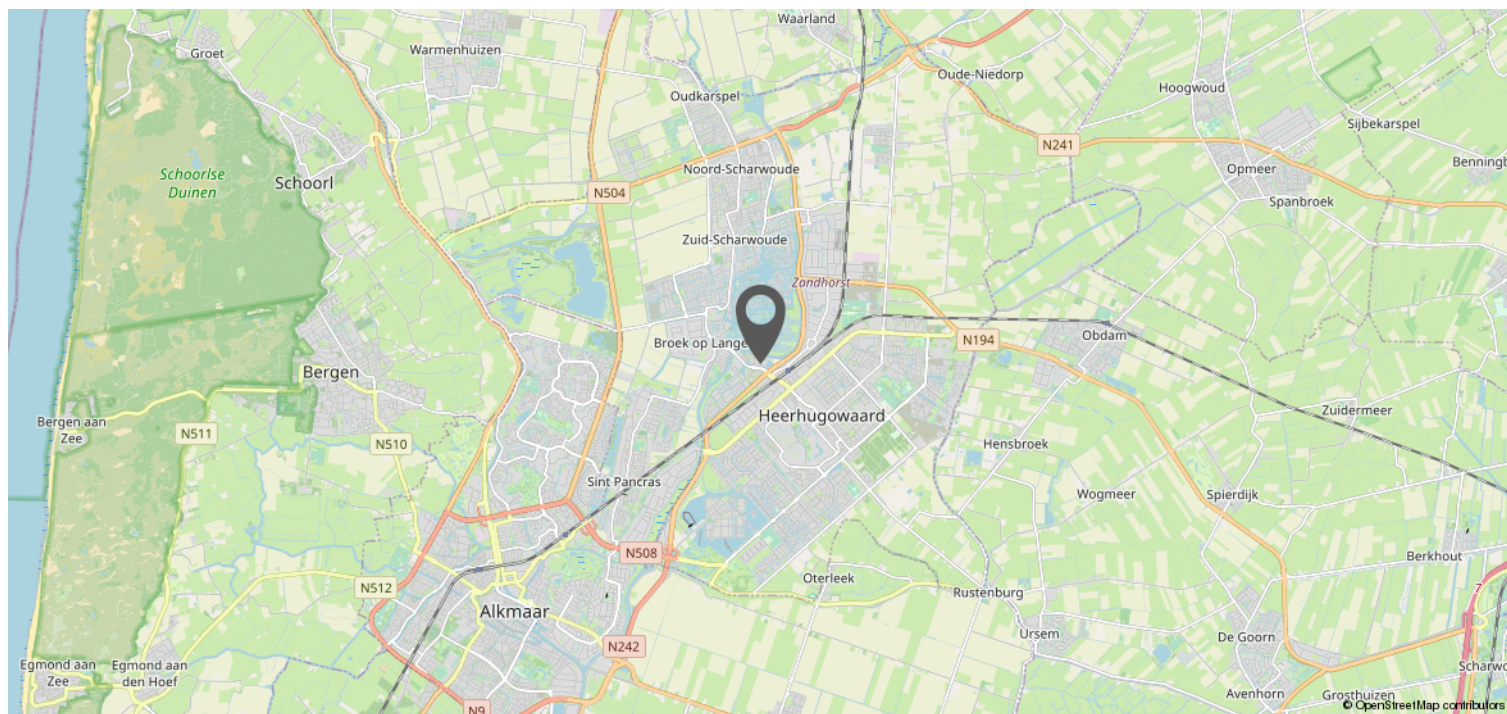 Waarland
Groet
Warmenhuizen
Oude-Niedorp
Hoogwoud
Oudkarspel
Sijbekarspel
N241
Schoorlse
Duinen
Schoorl
Noord-Scharwoude
Opmeer
Benningb
N504
Spanbroek
Zuid-Scharwoude
Zandhorst
Broek op Lange
N194
Obdam
Bergen
Bergen aan
Zee
N511
N510
Heerhugowaard
Zuidermeer
Hensbroek
Sint Pancras
Wogmeer
Spierdijk
N508
Berkhout
N512
Oterleek
Rustenburg
7
Alkmaar
Ursem
De Goorn
N242
Egmond aan
Zee
Egmond aan
den Hoef
Scharwo
Avenhorn
Grosthuizen
N9
© OpenStreetMap contributors